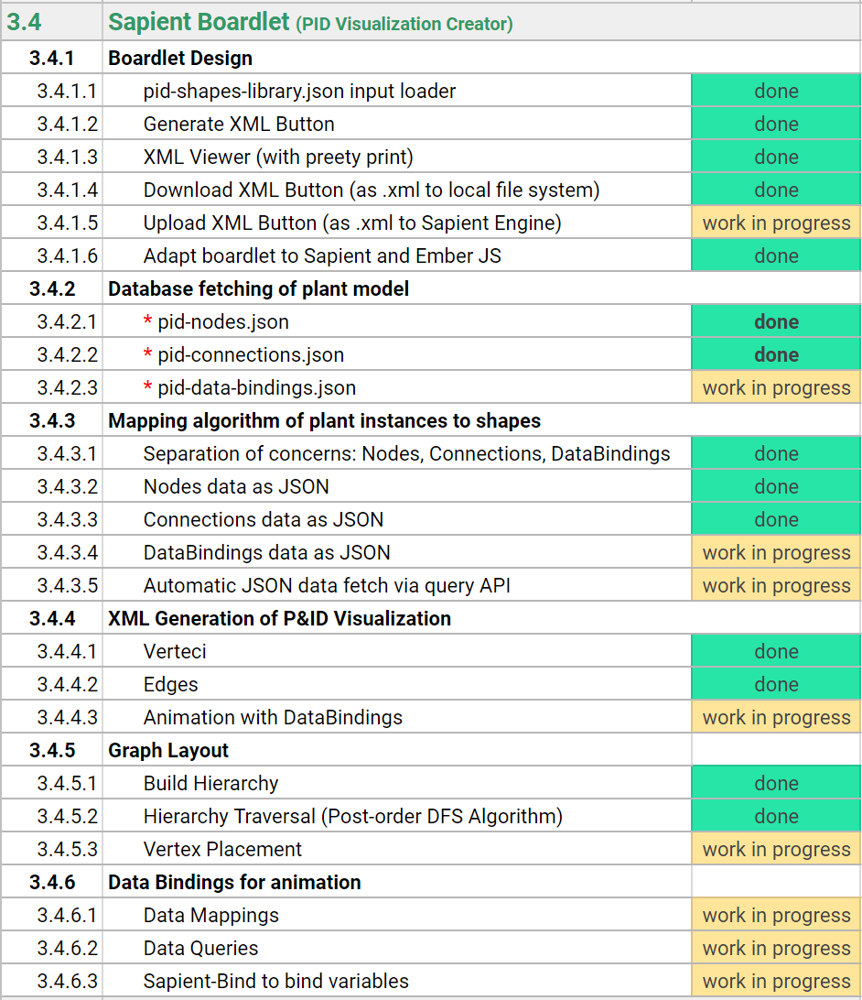 3.4 Sapient Boardlet (PID Visualization Creator)
3.4.1 Boardlet Design
3.4.1.1 pid-shapes-library.json input loader done
3.4.1.2 Generate XML Button done
3.4.1.3 XML Viewer (with preety print) done
3.4.1.4 Download XML Button (as .xml to local file system) done
3.4.1.5 Upload XML Button (as .xml to Sapient Engine) work in progress
3.4.1.6 Adapt boardlet to Sapient and Ember JS done
3.4.2 Database fetching of plant model
3.4.2.1 * pid-nodes.json done
3.4.2.2 * pid-connections.json done
3.4.2.3 * pid-data-bindings.json work in progress
3.4.3 Mapping algorithm of plant instances to shapes
3.4.3.1 Separation of concerns: Nodes, Connections, DataBindings done
3.4.3.2 Nodes data as JSON done
3.4.3.3 Connections data as JSON done
3.4.3.4 DataBindings data as JSON work in progress
3.4.3.5 Automatic JSON data fetch via query API work in progress
3.4.4 XML Generation of P&ID Visualization
3.4.4.1 Verteci done
3.4.4.2 Edges done
3.4.4.3 Animation with DataBindings work in progress
3.4.5 Graph Layout
3.4.5.1 Build Hierarchy done
3.4.5.2 Hierarchy Traversal (Post-order DFS Algorithm) done
3.4.5.3 Vertex Placement work in progress
3.4.6 Data Bindings for animation
3.4.6.1 Data Mappings work in progress
3.4.6.2 Data Queries work in progress
3.4.6.3 Sapient-Bind to bind variables work in progress